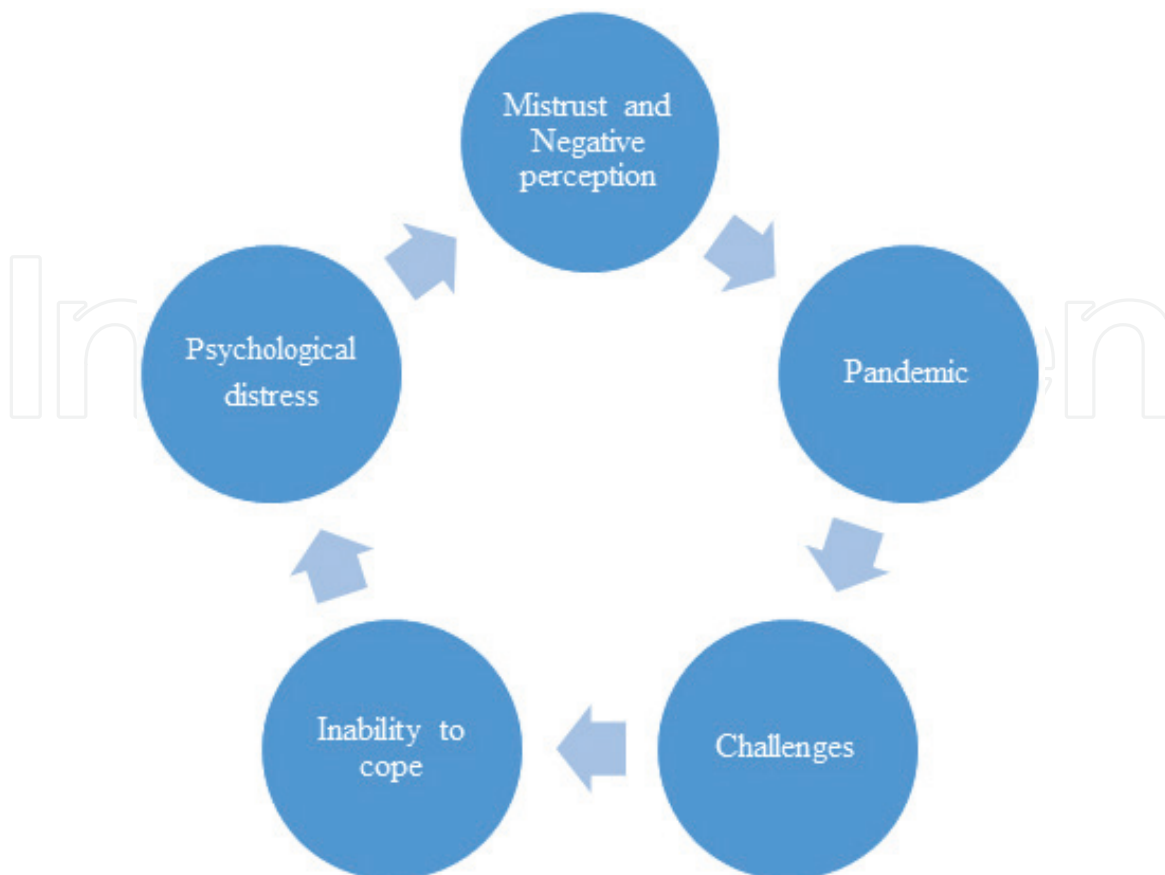 Mistrust and
Negative
perception
Pandemic
Challenges
Inability to
cope
Psychological
distress